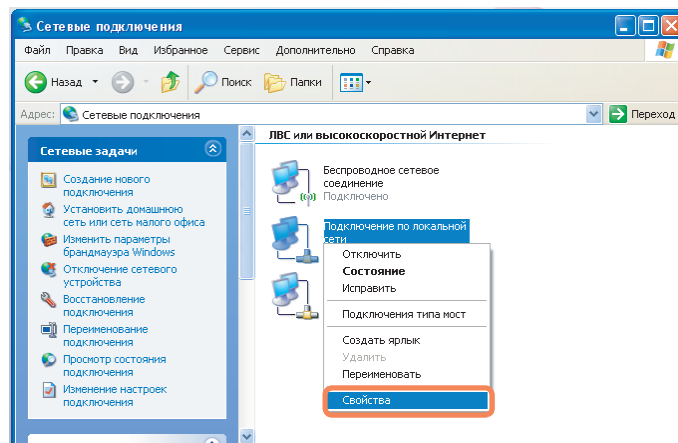 Сетевые подключения
Файл Правка Вид Избранное Сервис Дополнительно Справка
Назад Поиск Папки
Адрес: Сетевые подключения Переход
Сетевые задачи
Создание нового
подключения
Установить домашнюю
сеть или сеть малого офиса
Изменить параметры
брандмауэра Windows
Отключение сетевого
устройства
Восстановление
подключения
Переименование
подключения
Просмотр состояния
подключения
Изменение настроек
подключения
ЛВС или высокоскоростной Интернет
Беспроводное сетевое
соединение
Подключено
Подключение по локальной
сети
Отключить
Состояние
Исправить
Подключения типа мост
Создать ярлык
Удалить
Переименовать
Свойства